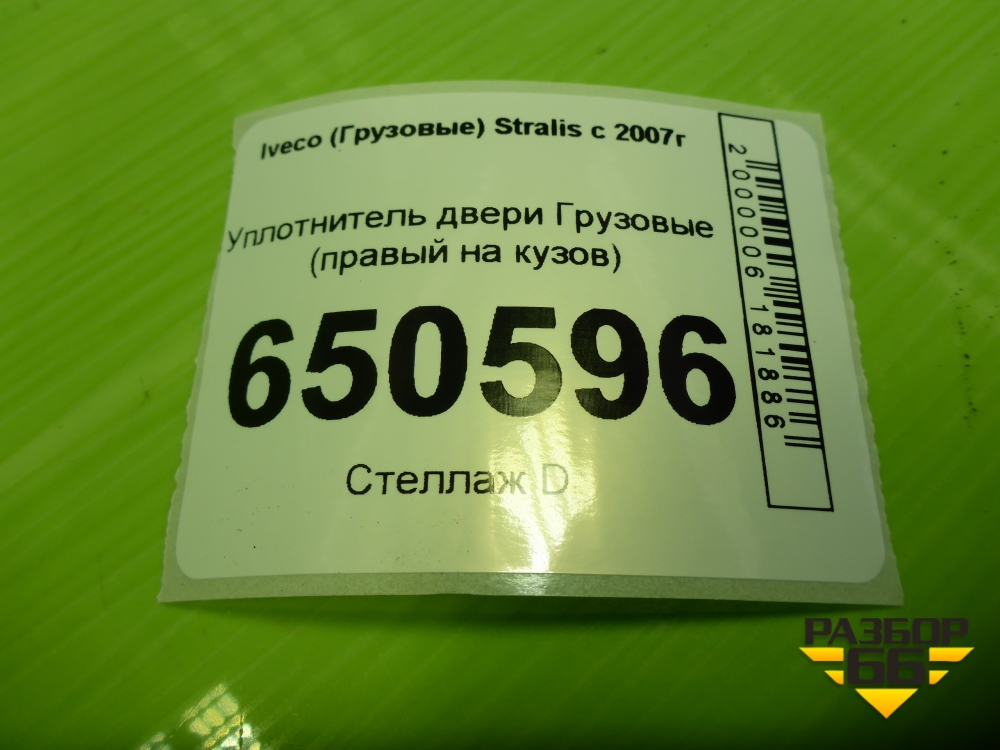 Iveco (Грузовые) Stralis с 2007г
Уплотнитель двери Грузовые
(правый на кузов)
650596
Стеллаж D
2000006181886
РАЗБОР
66